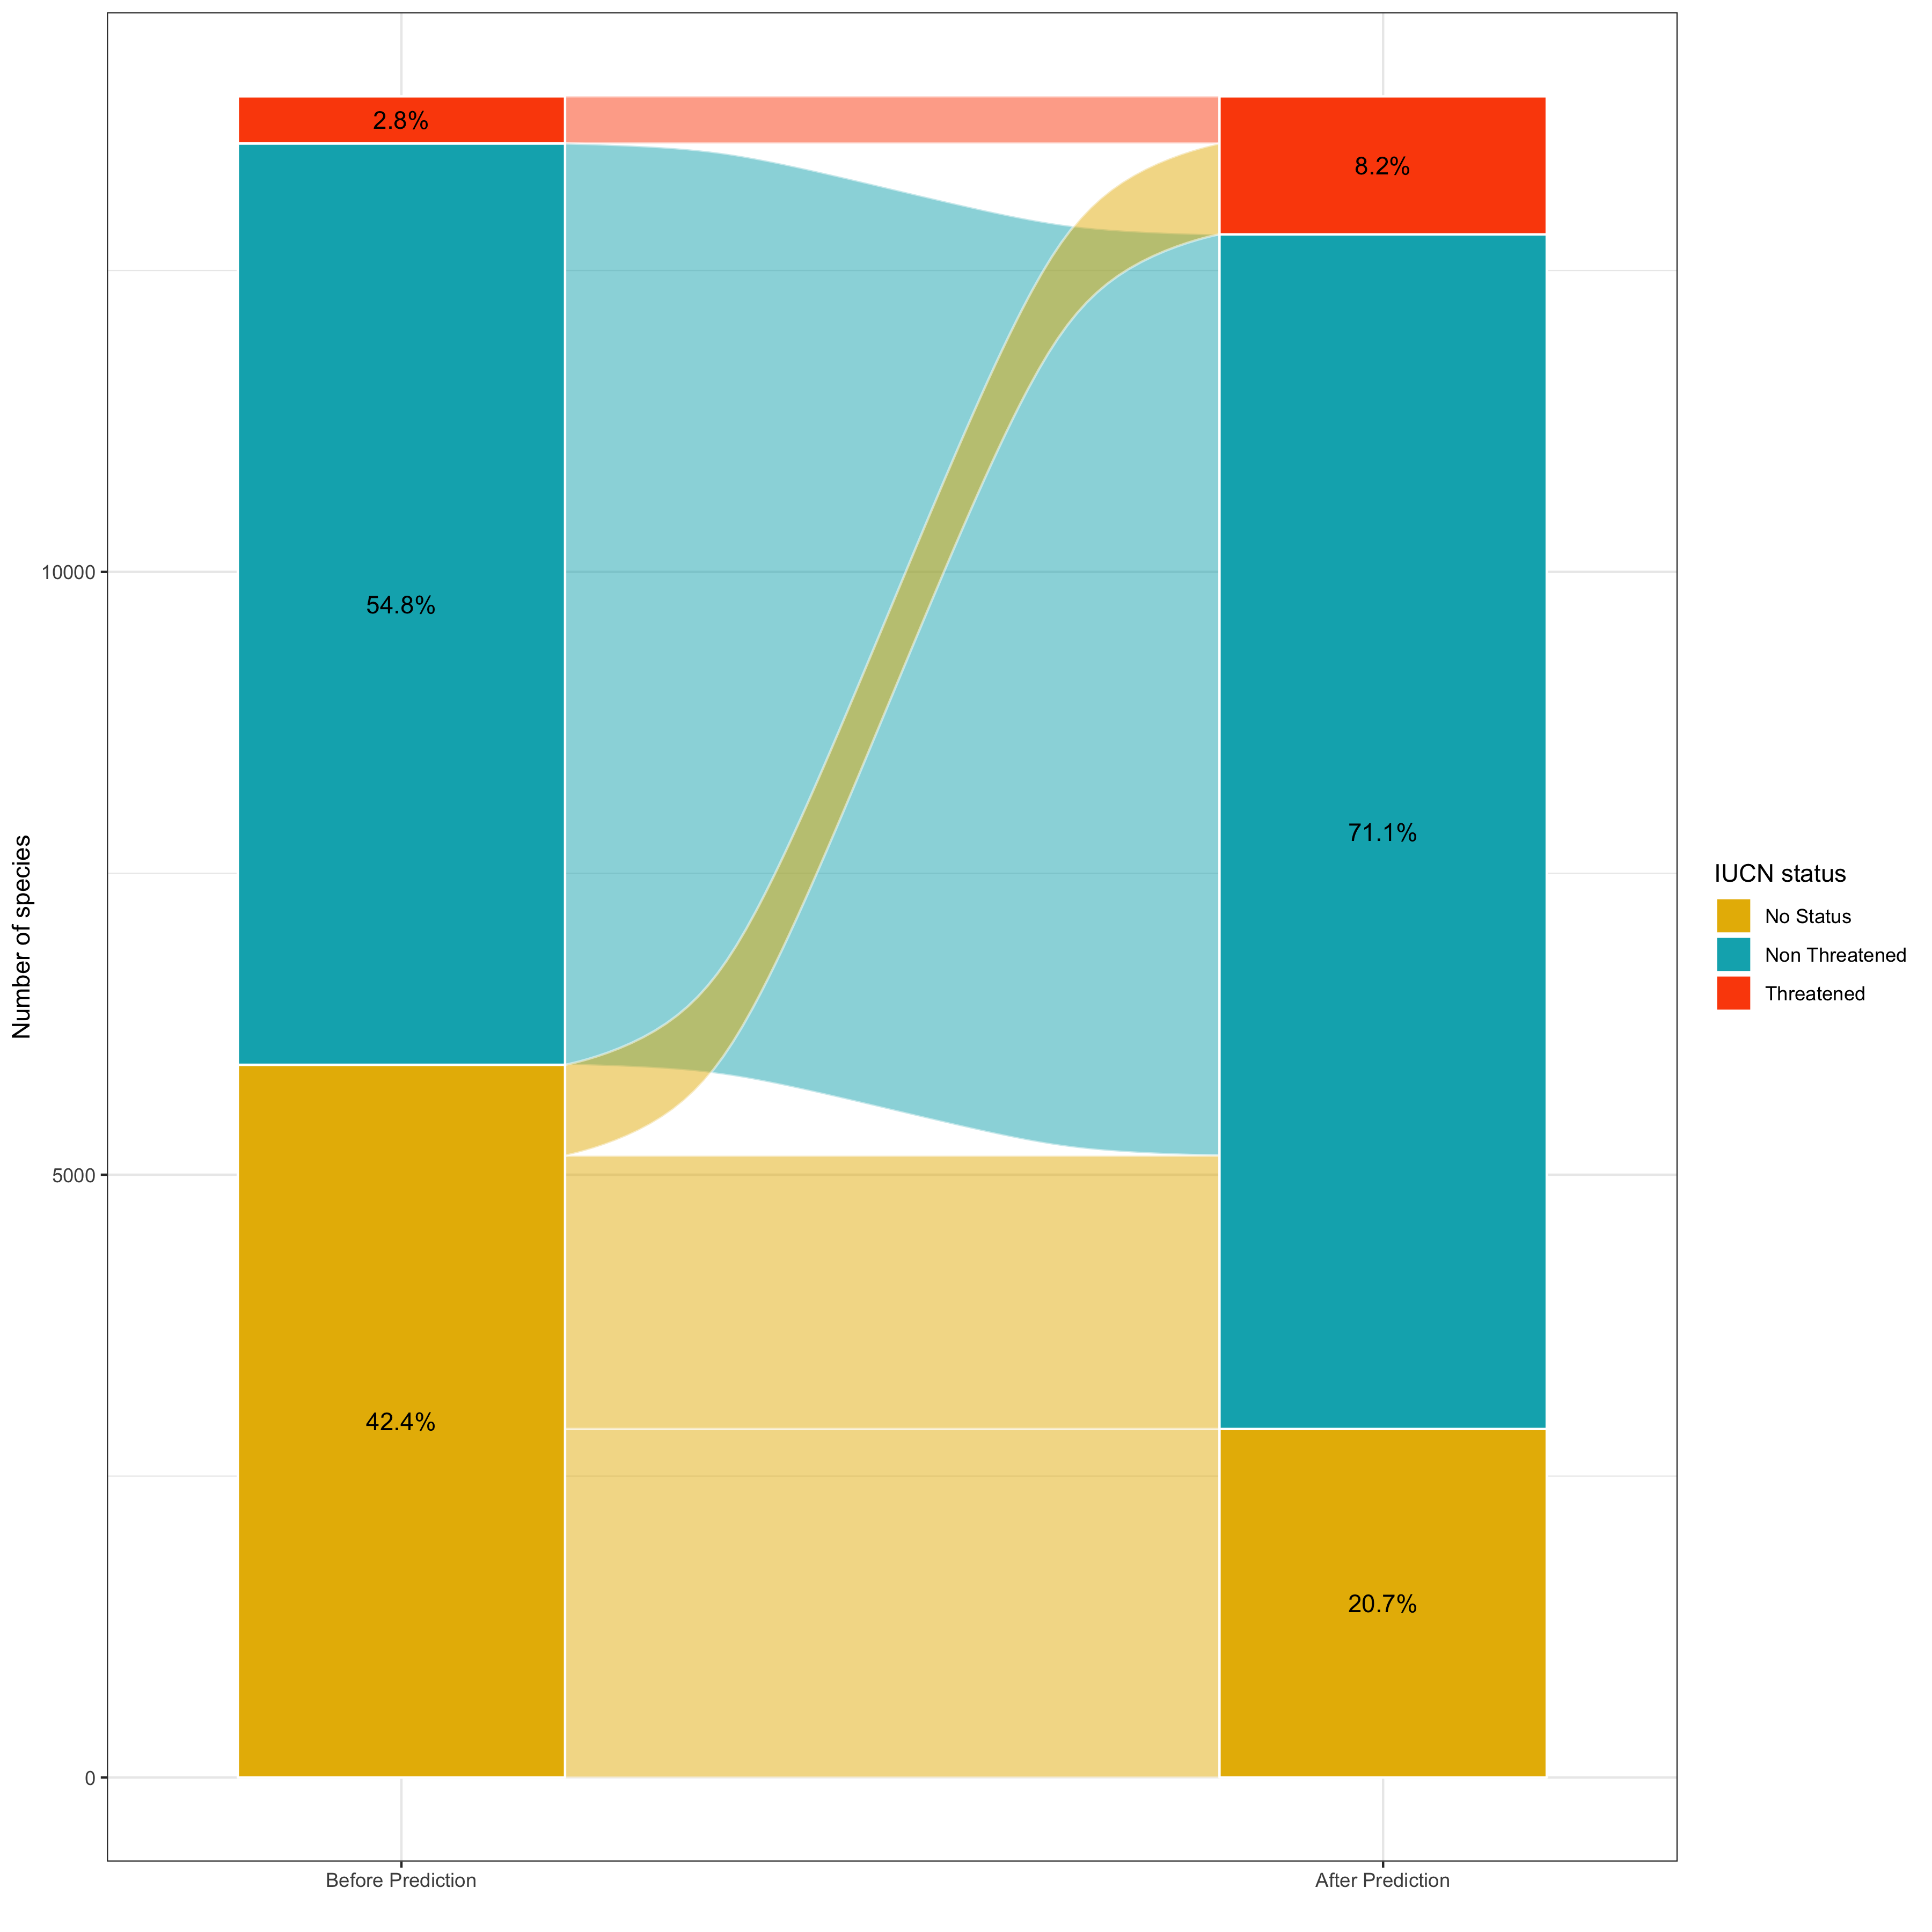 2.8%
8.2%
10000
54.8%
71.1%
Number of species
IUCN status
No Status
Non Threatened
Threatened
5000
42.4%
20.7%
0
Before Prediction
After Prediction